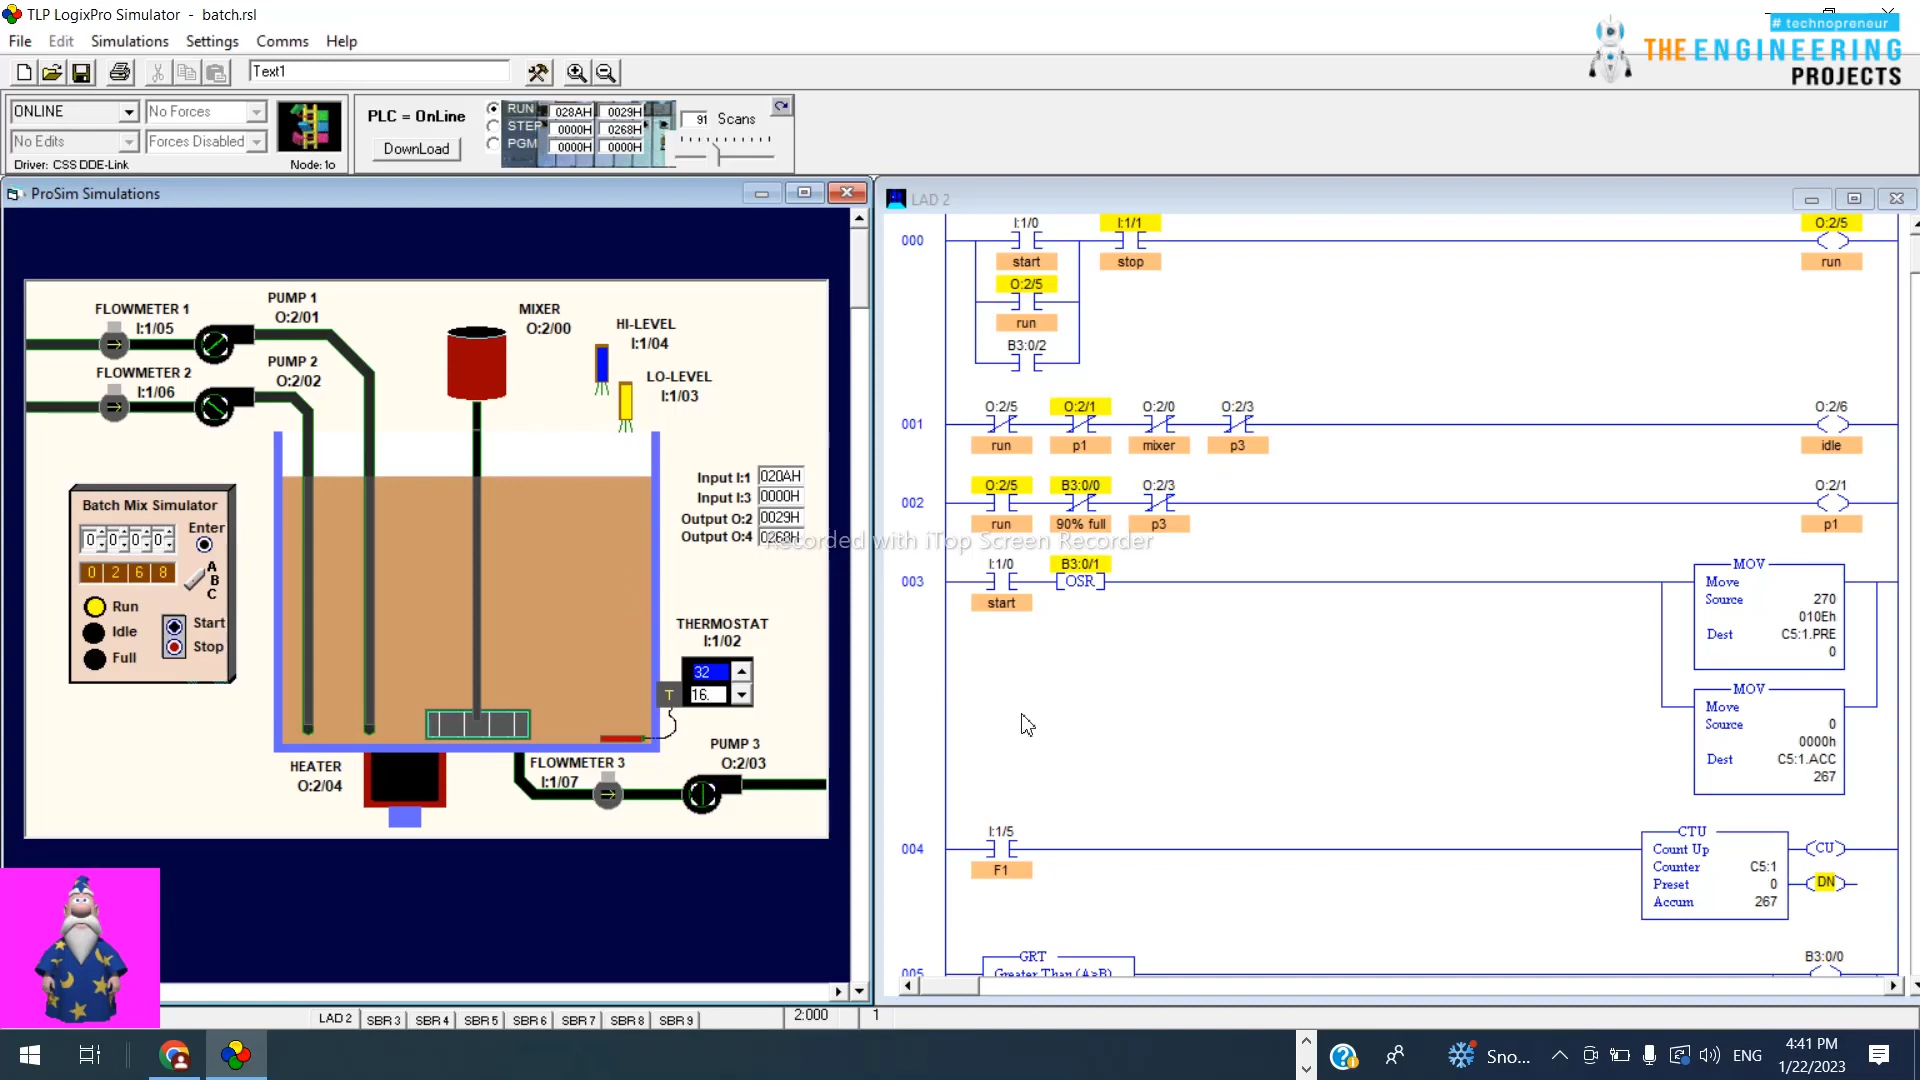 TLP LogixPro Simulator - batch.rsl
File Edit Simulations Settings Comms Help
# technopreneur
THE ENGINEERING
PROJECTS
Text1
ONLINE
No Forces
No Edits
Forces Disabled
Driver: CSS DDE-Link
Node: 1o
PLC = OnLine
DownLoad
RUN
STEP
PGM
028AH 0029H
0000H 0268H
0000H 0000H
91 Scans
ProSim Simulations
FLOWMETER 1
I:1/05
PUMP 1
O:2/01
FLOWMETER 2
I:1/06
PUMP 2
O:2/02
MIXER
O:2/00
HI-LEVEL
I:1/04
LO-LEVEL
I:1/03
Input I:1 020AH
Input I:3 0000H
Output O:2 0029H
Output O:4 0268H
Batch Mix Simulator
0 0 0 0
Enter
0 2 6 8
A
B
C
Run
Idle
Full
Start
Stop
THERMOSTAT
I:1/02
32
T
16.
HEATER
O:2/04
FLOWMETER 3
I:1/07
PUMP 3
O:2/03
Recorded with iTop Screen Recorder
LAD 2
000
I:1/0
start
I:1/1
stop
O:2/5
run
O:2/5
run
B3:0/2
001
O:2/5
run
O:2/1
p1
O:2/0
mixer
O:2/3
p3
O:2/6
idle
002
O:2/5
run
B3:0/0
90% full
O:2/3
p3
O:2/1
p1
003
I:1/0
start
B3:0/1
OSR
MOV
Move
Source 270
010Eh
Dest C5:1.PRE
0
MOV
Move
Source 0
0000h
Dest C5:1.ACC
267
004
I:1/5
F1
CTU
Count Up
Counter C5:1
Preset 0
Accum 267
CU
DN
005
GRT
Greater Than (A>B)
B3:0/0
LAD 2 SBR 3 SBR 4 SBR 5 SBR 6 SBR 7 SBR 8 SBR 9
2:000
1
Sno...
ENG
4:41 PM
1/22/2023